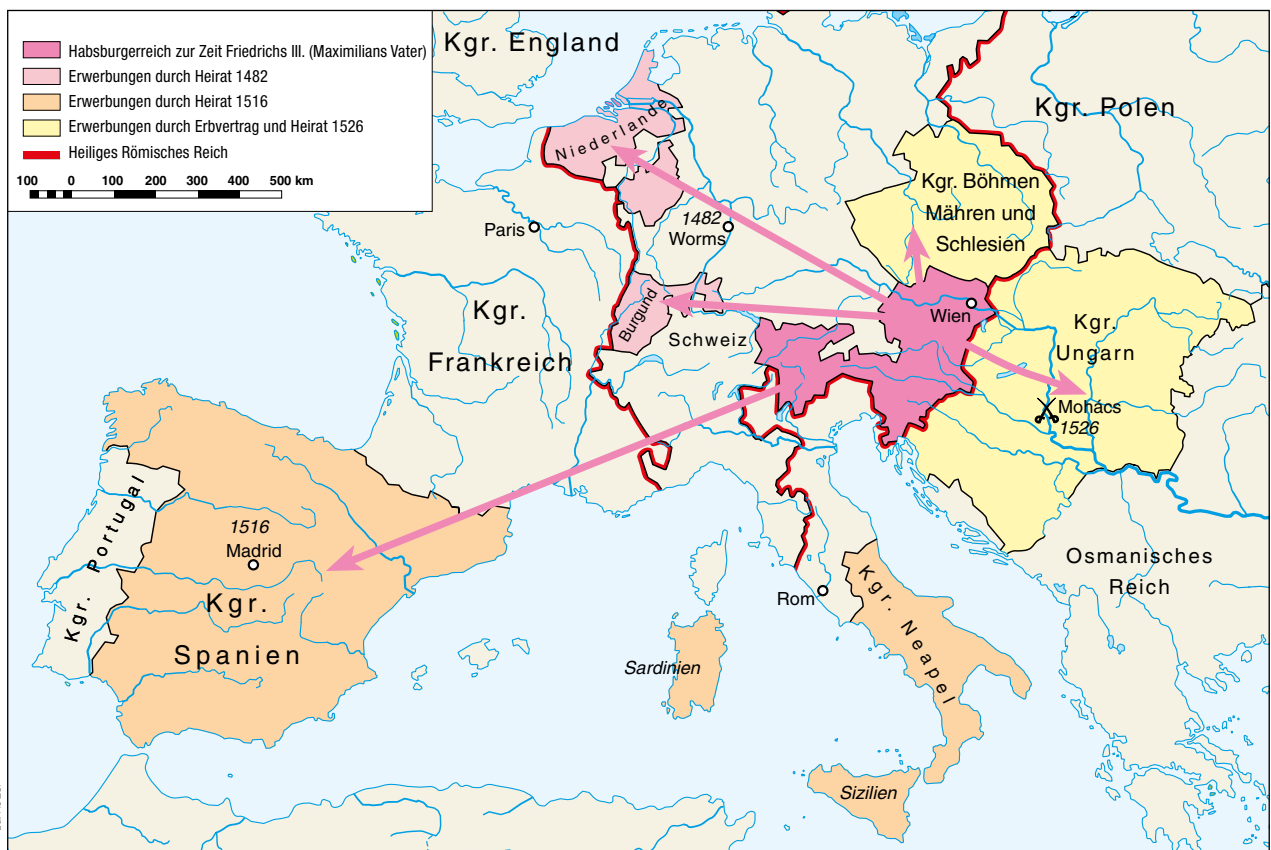 Habsburgerreich zur Zeit Friedrichs III. (Maximilians Vater)
Erwerbungen durch Heirat 1482
Erwerbungen durch Heirat 1516
Erwerbungen durch Erbvertrag und Heirat 1526
Heiliges Römisches Reich
100 0 100 200 300 400 500 km
Kgr. England
Kgr. Polen
Niederlande
Kgr. Böhmen
Mähren und
Schlesien
1482
Worms
Paris
Burgund
Schweiz
Wien
Kgr.
Frankreich
Kgr.
Ungarn
Mohács
1526
Kgr. Portugal
1516
Madrid
Kgr.
Spanien
Osmanisches
Reich
Rom
Kgr. Neapel
Sardinien
Sizilien